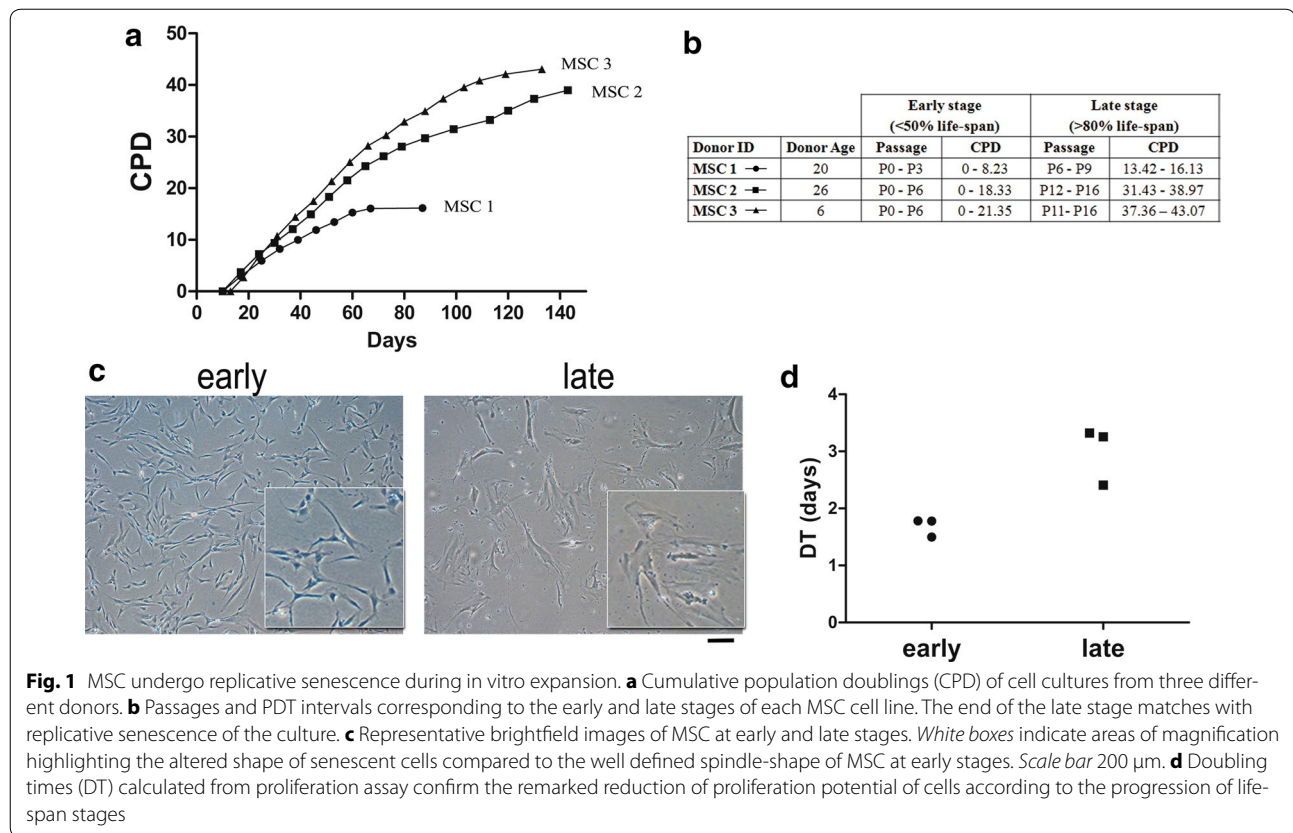 a
50
40
30
20
10
0
CPD
0 20 40 60 80 100 120 140
Days
MSC 3
MSC 2
MSC 1
b
Early stage (<50% life-span) Late stage (>80% life-span)
Donor ID Donor Age Passage CPD Passage CPD
MSC 1 20 P0 - P3 0 - 8.23 P6 - P9 13.42 - 16.13
MSC 2 26 P0 - P6 0 - 18.33 P12 - P16 31.43 - 38.97
MSC 3 6 P0 - P6 0 - 21.35 P11- P16 37.36 – 43.07
c
early late
d
4
3
2
1
0
DT (days)
early late
Fig. 1 MSC undergo replicative senescence during in vitro expansion. a Cumulative population doublings (CPD) of cell cultures from three differ-
ent donors. b Passages and PDT intervals corresponding to the early and late stages of each MSC cell line. The end of the late stage matches with
replicative senescence of the culture. c Representative brightfield images of MSC at early and late stages. White boxes indicate areas of magnification
highlighting the altered shape of senescent cells compared to the well defined spindle-shape of MSC at early stages. Scale bar 200 μm. d Doubling
times (DT) calculated from proliferation assay confirm the remarked reduction of proliferation potential of cells according to the progression of life-
span stages